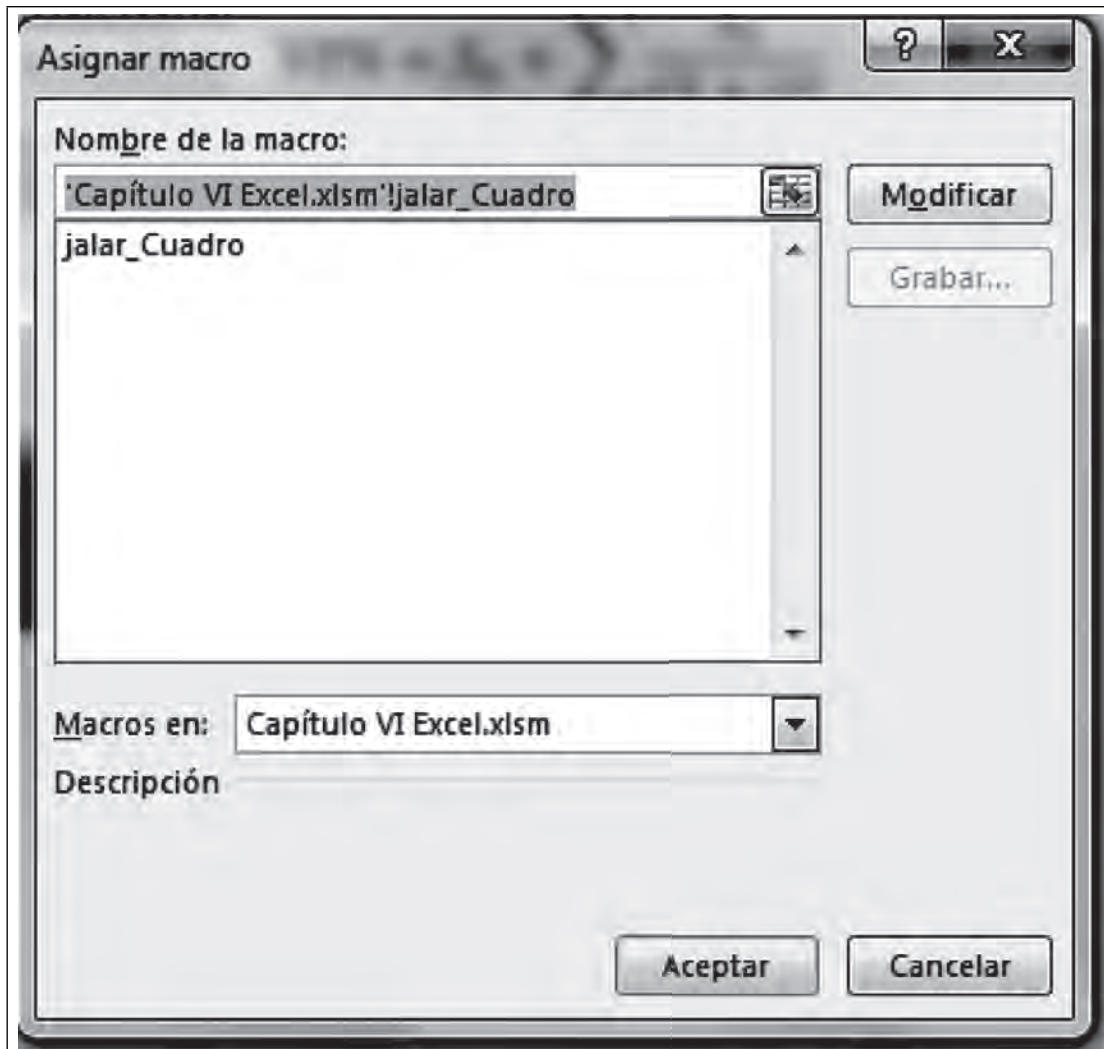 Asignar macro
Nombre de la macro:
'Capítulo VI Excel.xlsm'!jalar_Cuadro
Modificar
jalar_Cuadro
Grabar...
Macros en:
Capítulo VI Excel.xlsm
Descripción
Aceptar
Cancelar